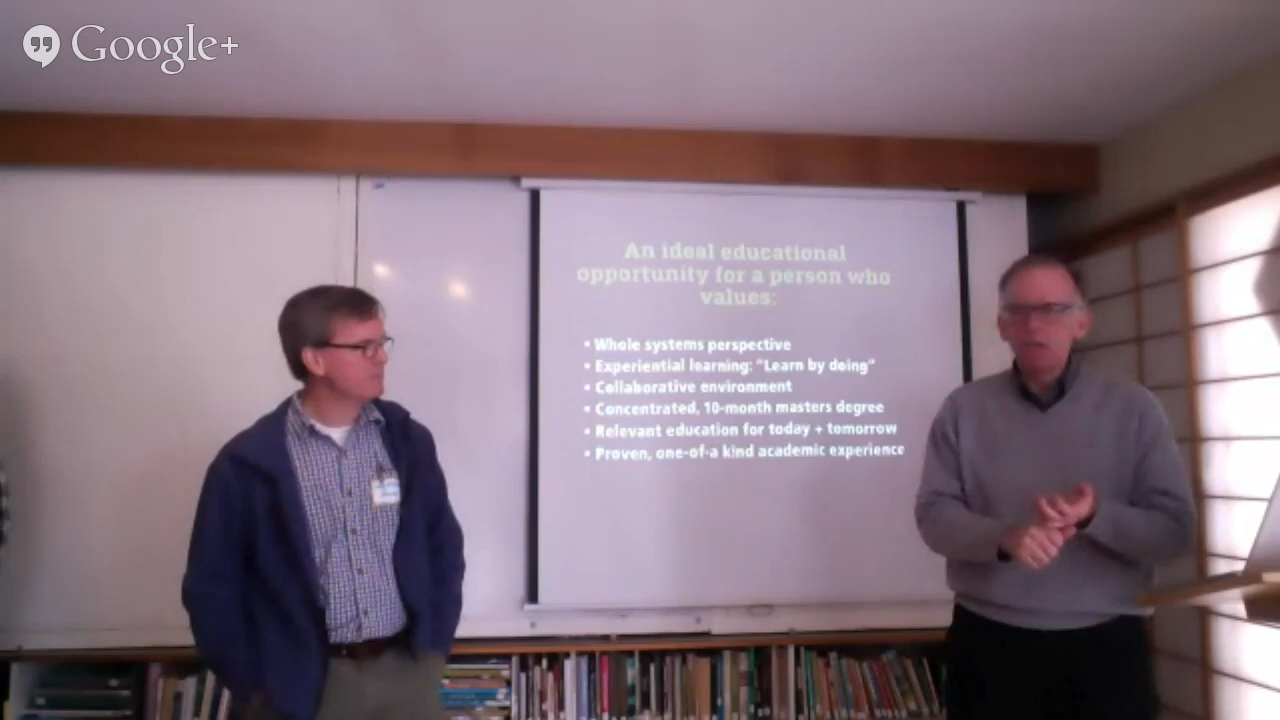 Google+
An ideal educational
opportunity for a person who
values:
• Whole systems perspective
• Experiential learning: "Learn by doing"
• Collaborative environment
• Concentrated, 10-month masters degree
• Relevant education for today + tomorrow
• Proven, one-of-a kind academic experience